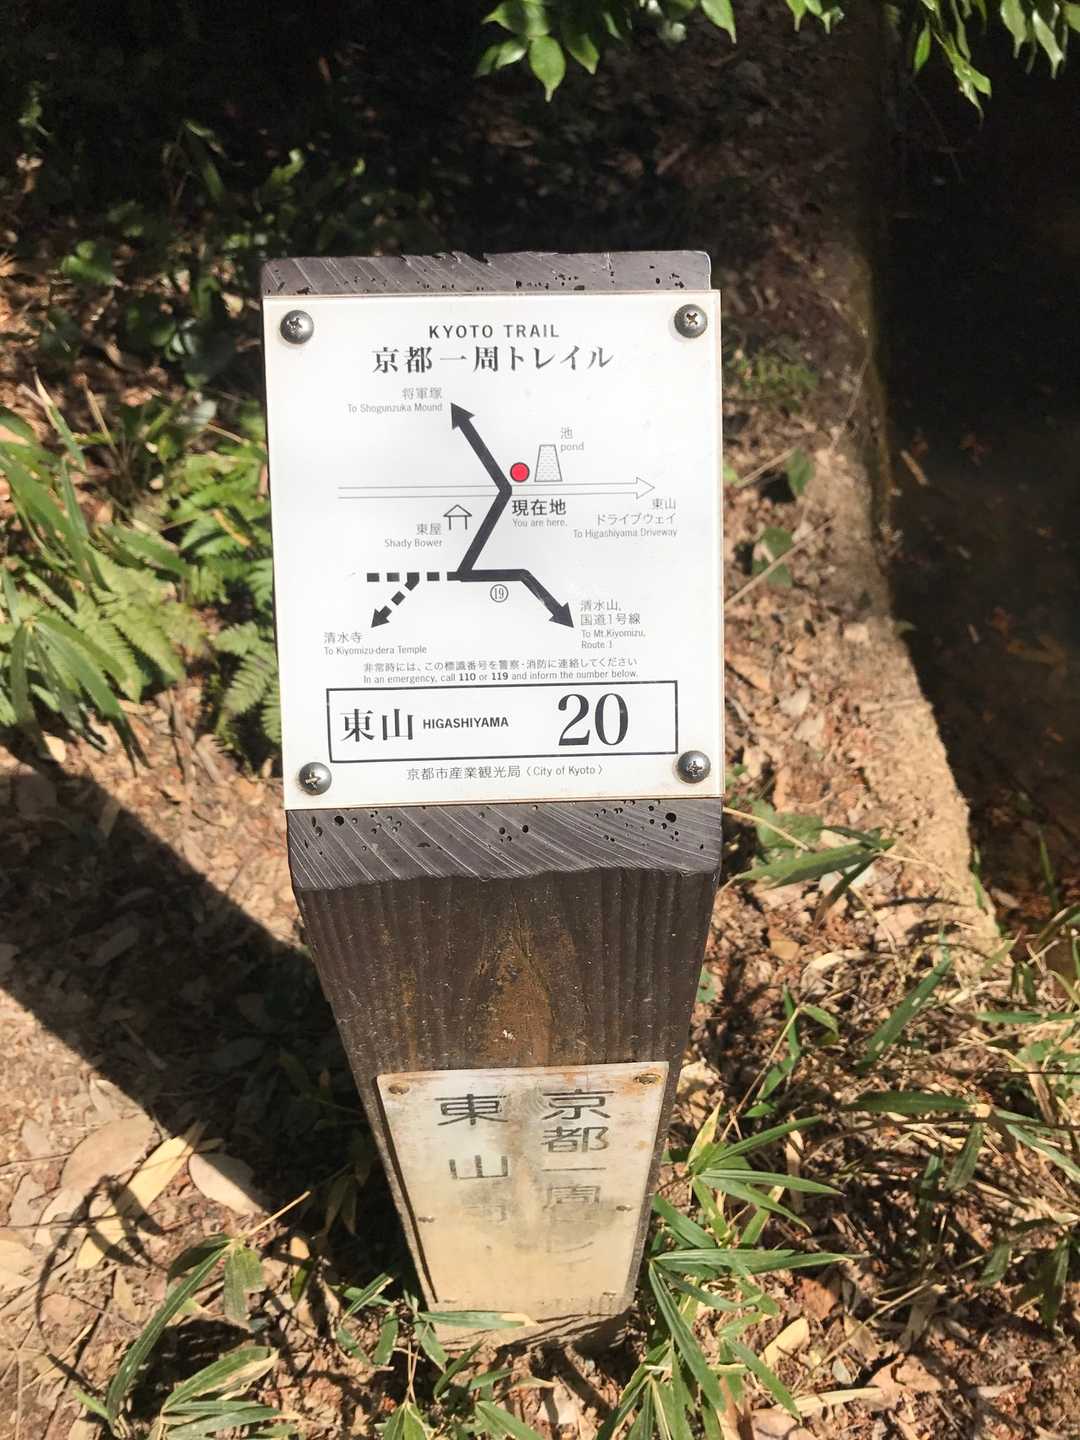 KYOTO TRAIL
京都一周トレイル
将軍塚
To Shogunzuka Mound
池
pond
現在地
You are here.
東山
ドライブウェイ
To Higashiyama Driveway
東屋
Shady Bower
⑲
清水山,
国道1号線
To Mt.Kiyomizu,
Route 1
清水寺
To Kiyomizu-dera Temple
非常時には、この標識番号を警察・消防に連絡してください
In an emergency, call 110 or 119 and inform the number below.
東山 HIGASHIYAMA 20
京都市産業観光局（City of Kyoto）
京都一周
東山